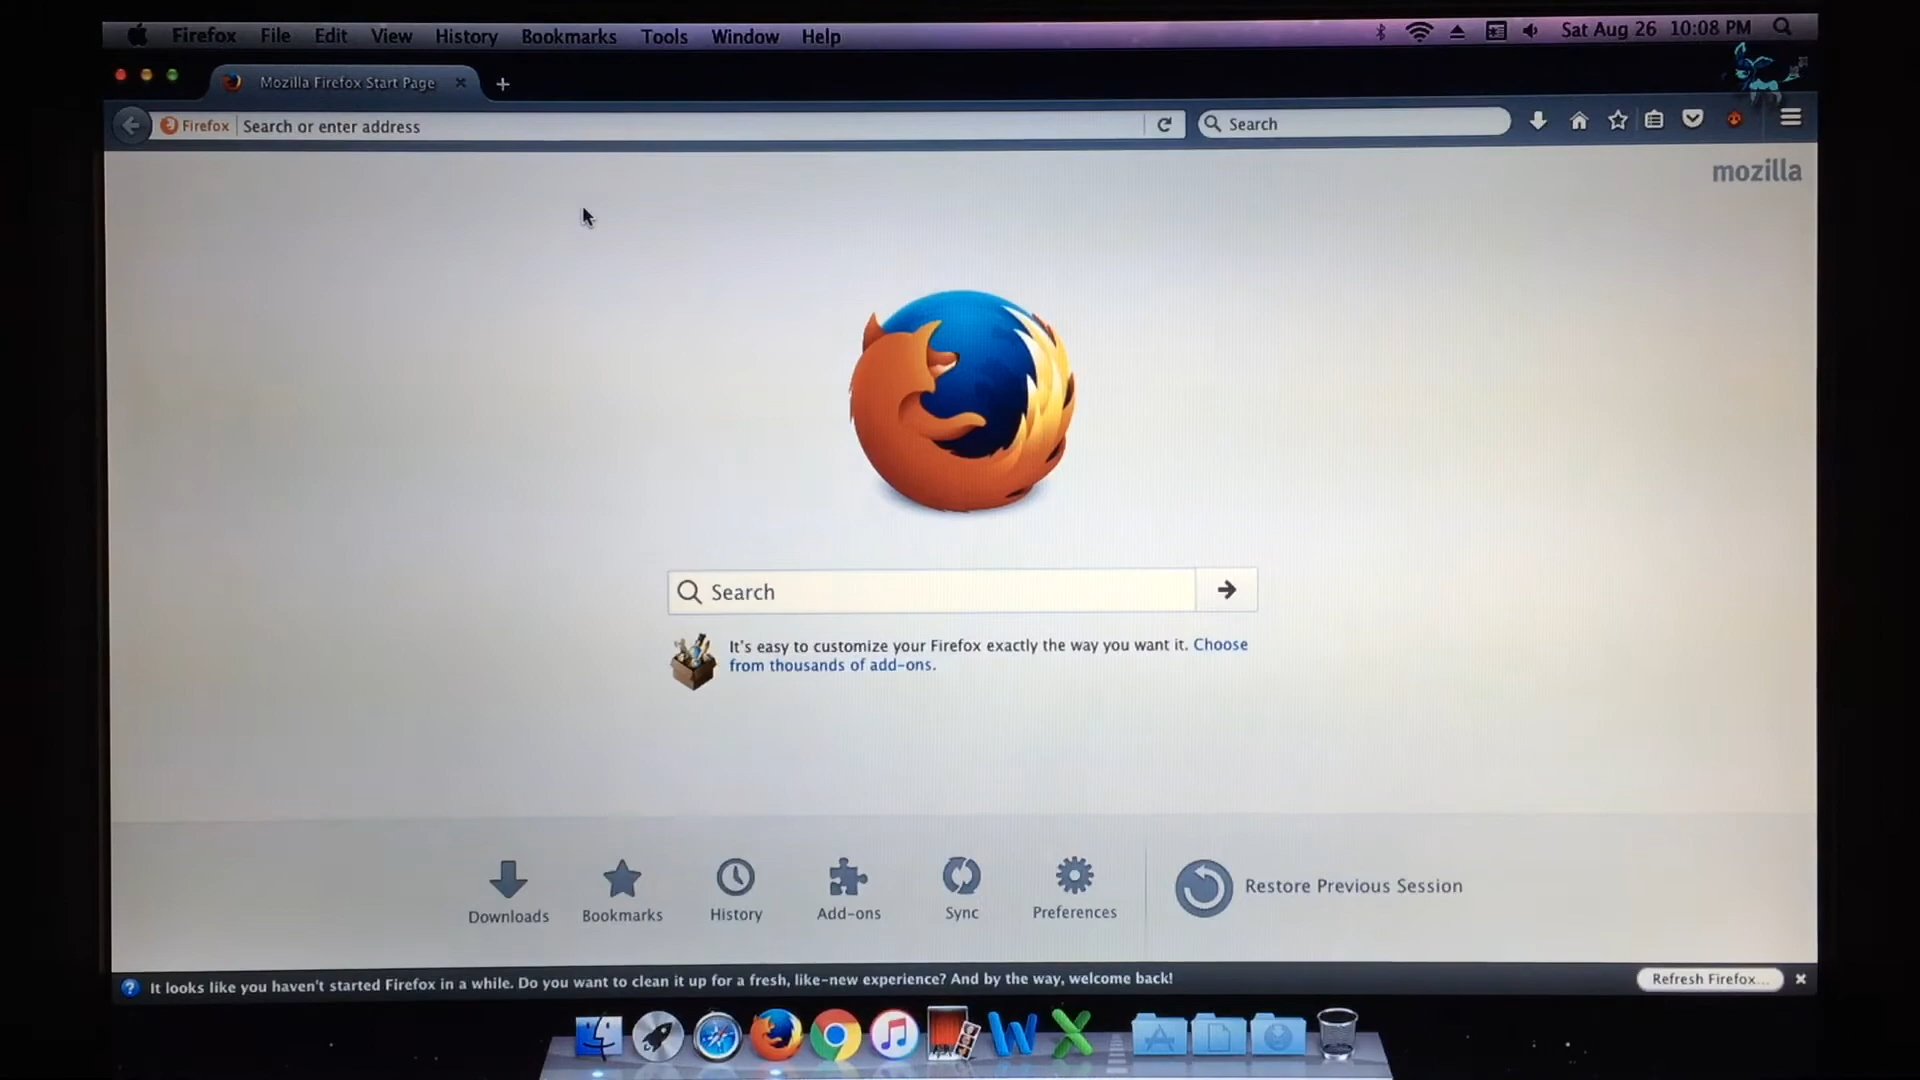 Firefox File Edit View History Bookmarks Tools Window Help Sat Aug 26 10:08 PM
Mozilla Firefox Start Page
Firefox Search or enter address Search
mozilla
Search
It's easy to customize your Firefox exactly the way you want it. Choose
from thousands of add-ons.
Downloads Bookmarks History Add-ons Sync Preferences Restore Previous Session
It looks like you haven't started Firefox in a while. Do you want to clean it up for a fresh, like-new experience? And by the way, welcome back! Refresh Firefox...